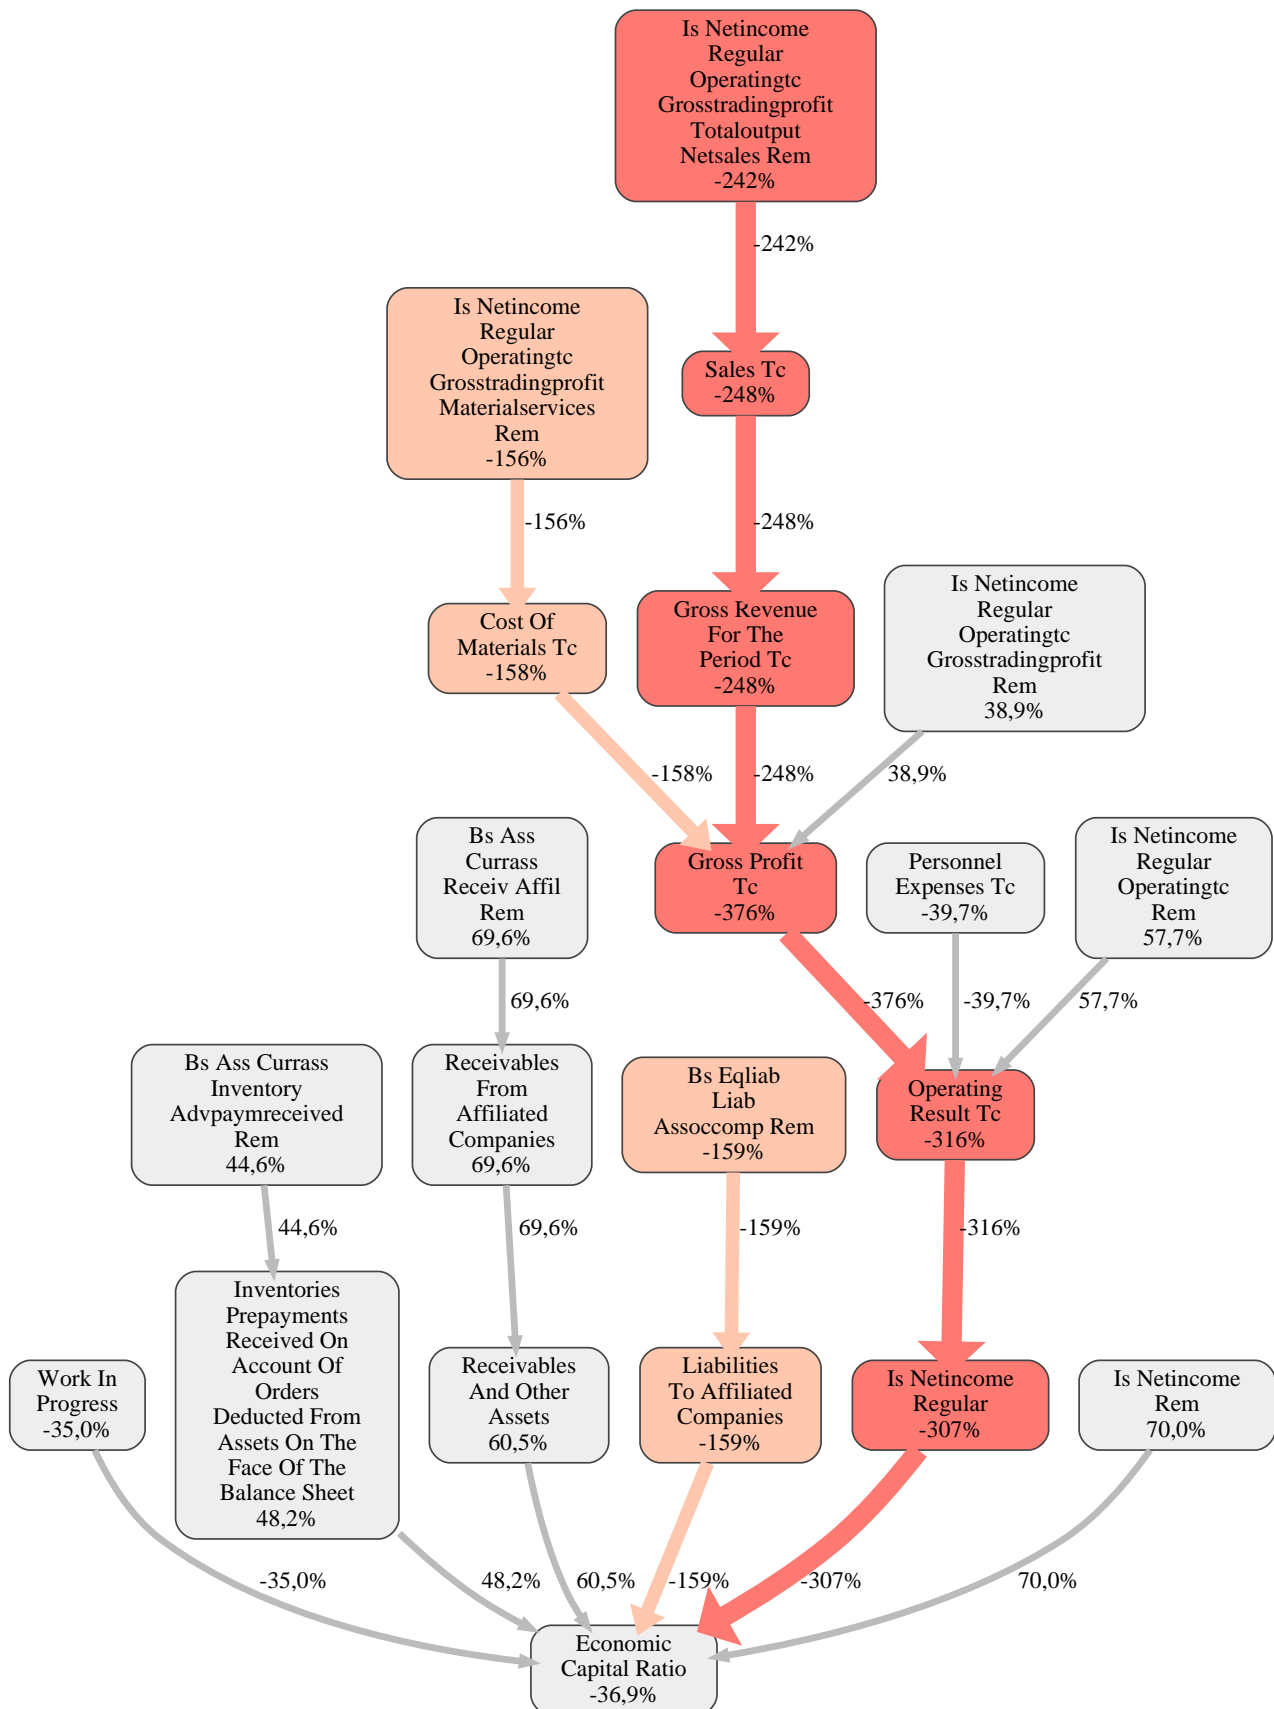 Is Netincome
Regular
Operatingtc
Grosstradingprofit
Totaloutput
Netsales Rem
-242%
-242%
Is Netincome
Regular
Operatingtc
Grosstradingprofit
Materialservices
Rem
-156%
Sales Tc
-248%
-156%
-248%
Cost Of
Materials Tc
-158%
Gross Revenue
For The
Period Tc
-248%
Is Netincome
Regular
Operatingtc
Grosstradingprofit
Rem
38,9%
-158%
-248%
38,9%
Bs Ass
Currass
Receiv Affil
Rem
69,6%
Gross Profit
Tc
-376%
Personnel
Expenses Tc
-39,7%
Is Netincome
Regular
Operatingtc
Rem
57,7%
69,6%
-376%
-39,7%
57,7%
Bs Ass Currass
Inventory
Advpaymreceived
Rem
44,6%
Receivables
From
Affiliated
Companies
69,6%
Bs Eqliab
Liab
Assoccomp Rem
-159%
Operating
Result Tc
-316%
44,6%
69,6%
-159%
-316%
Work In
Progress
-35,0%
Inventories
Prepayments
Received On
Account Of
Orders
Deducted From
Assets On The
Face Of The
Balance Sheet
48,2%
Receivables
And Other
Assets
60,5%
Liabilities
To Affiliated
Companies
-159%
Is Netincome
Regular
-307%
Is Netincome
Rem
70,0%
-35,0%
48,2%
60,5%
-159%
-307%
70,0%
Economic
Capital Ratio
-36,9%